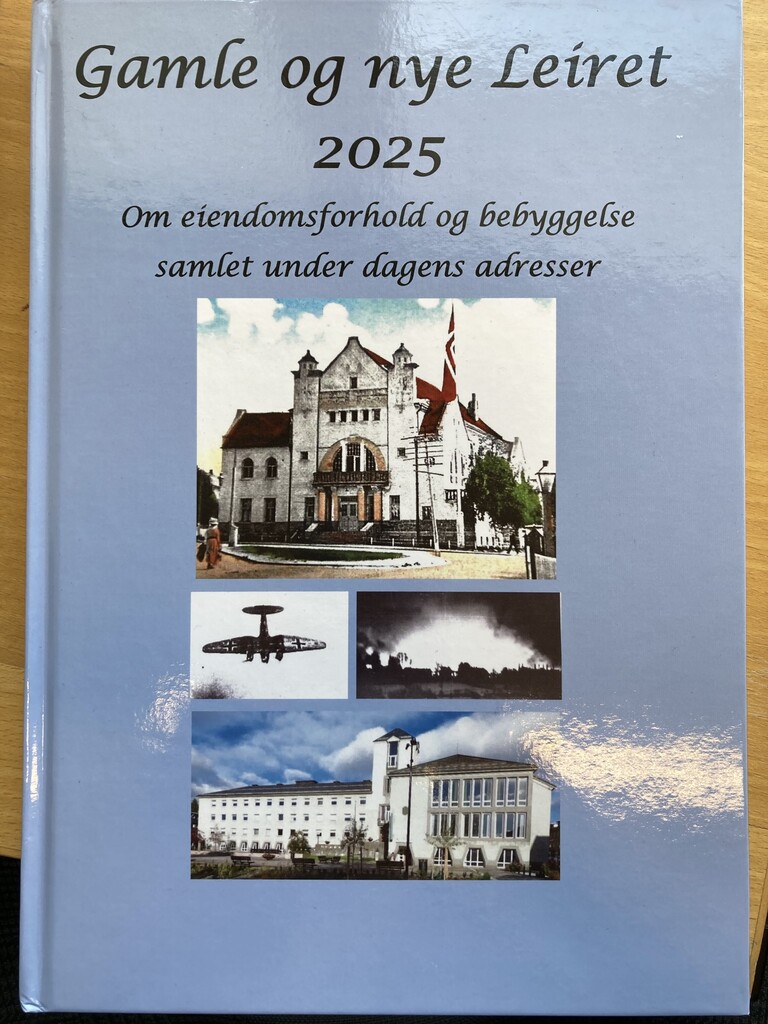 Gamle og nye Leiret
2025
Om eiendomsforhold og bebyggelse
samlet under dagens adresser